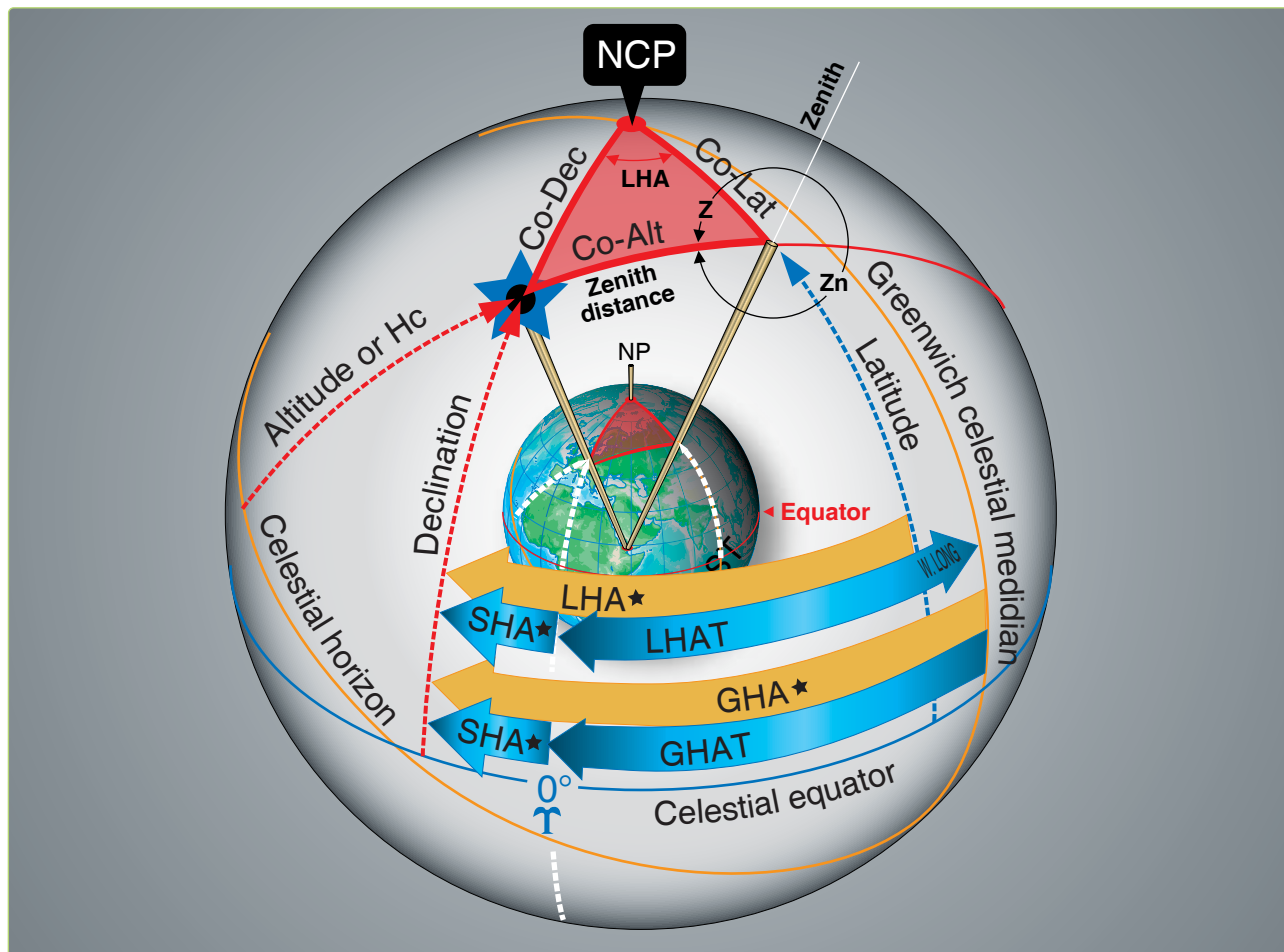 NCP
Zenith
Co-Dec
LHA
Co-Lat
Z
Co-Alt
Zenith
distance
Zn
Altitude or Hc
NP
Declination
Latitude
Greenwich celestial medidian
Equator
Celestial horizon
W. LONG
LHA★
SHA★
LHAT
GHA★
SHA★
GHAT
0°
♈
Celestial equator